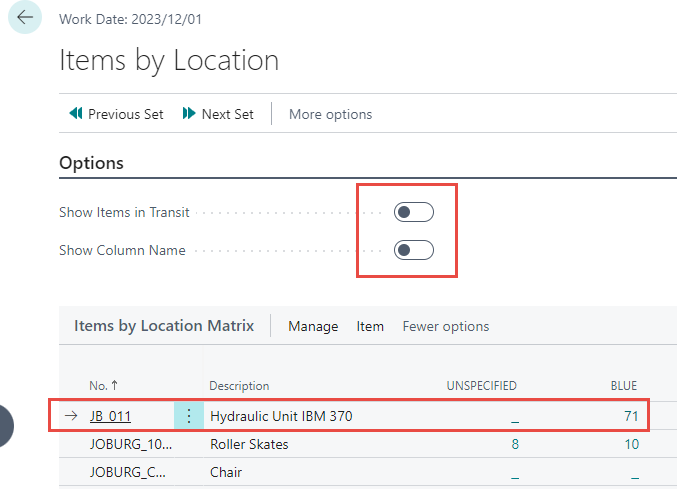 Work Date: 2023/12/01
Items by Location
Previous Set Next Set More options
Options
Show Items in Transit
Show Column Name
Items by Location Matrix Manage Item Fewer options
No. ↑ Description UNSPECIFIED BLUE
→ JB_011 Hydraulic Unit IBM 370 _ 71
JOBURG_10... Roller Skates 8 10
JOBURG_C... Chair _ _